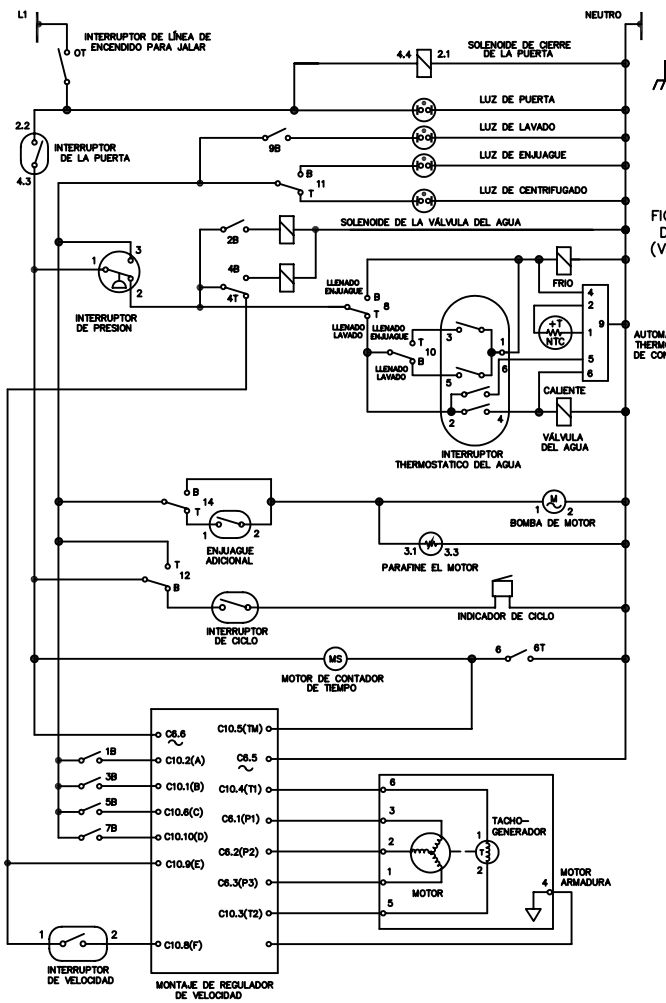 L1
NEUTRO
INTERRUPTOR DE LÍNEA DE
ENCENDIDO PARA JALAR
OT
SOLENOIDE DE CIERRE
DE LA PUERTA
4.4
2.1
2.2
INTERRUPTOR
DE LA PUERTA
4.3
LUZ DE PUERTA
LUZ DE LAVADO
9B
LUZ DE ENJUAGUE
B
11
T
LUZ DE CENTRIFUGADO
SOLENOIDE DE LA VÁLVULA DEL AGUA
2B
4B
4T
3
1
2
INTERRUPTOR
DE PRESION
LLENADO
ENJUAGUE
B
8
T
LLENADO
LAVADO
LLENADO
ENJUAGUE
T
10
B
LLENADO
LAVADO
3
1
5
6
2
4
INTERRUPTOR
THERMOSTATICO DEL AGUA
FRIO
4
2
+T
NTC
1
9
5
6
CALIENTE
VÁLVULA
DEL AGUA
FIG
D
(V
AUTOMA
THERMO
DE CON
B
14
T
1
2
ENJUAGUE
ADICIONAL
M
1
2
BOMBA DE MOTOR
3.1
3.3
PARAFINE EL MOTOR
T
12
B
INTERRUPTOR
DE CICLO
INDICADOR DE CICLO
MS
MOTOR DE CONTADOR
DE TIEMPO
6
6T
C6.6
C10.5(TM)
1B
C10.2(A)
C6.5
3B
C10.1(B)
C10.4(T1)
6
5B
C10.6(C)
C6.1(P1)
3
7B
C10.10(D)
C6.2(P2)
2
C10.9(E)
C6.3(P3)
1
C10.3(T2)
5
MOTOR
TACHO-
GENERADOR
1
T
2
MOTOR
ARMADURA
4
1
2
C10.8(F)
INTERRUPTOR
DE VELOCIDAD
MONTAJE DE REGULADOR
DE VELOCIDAD